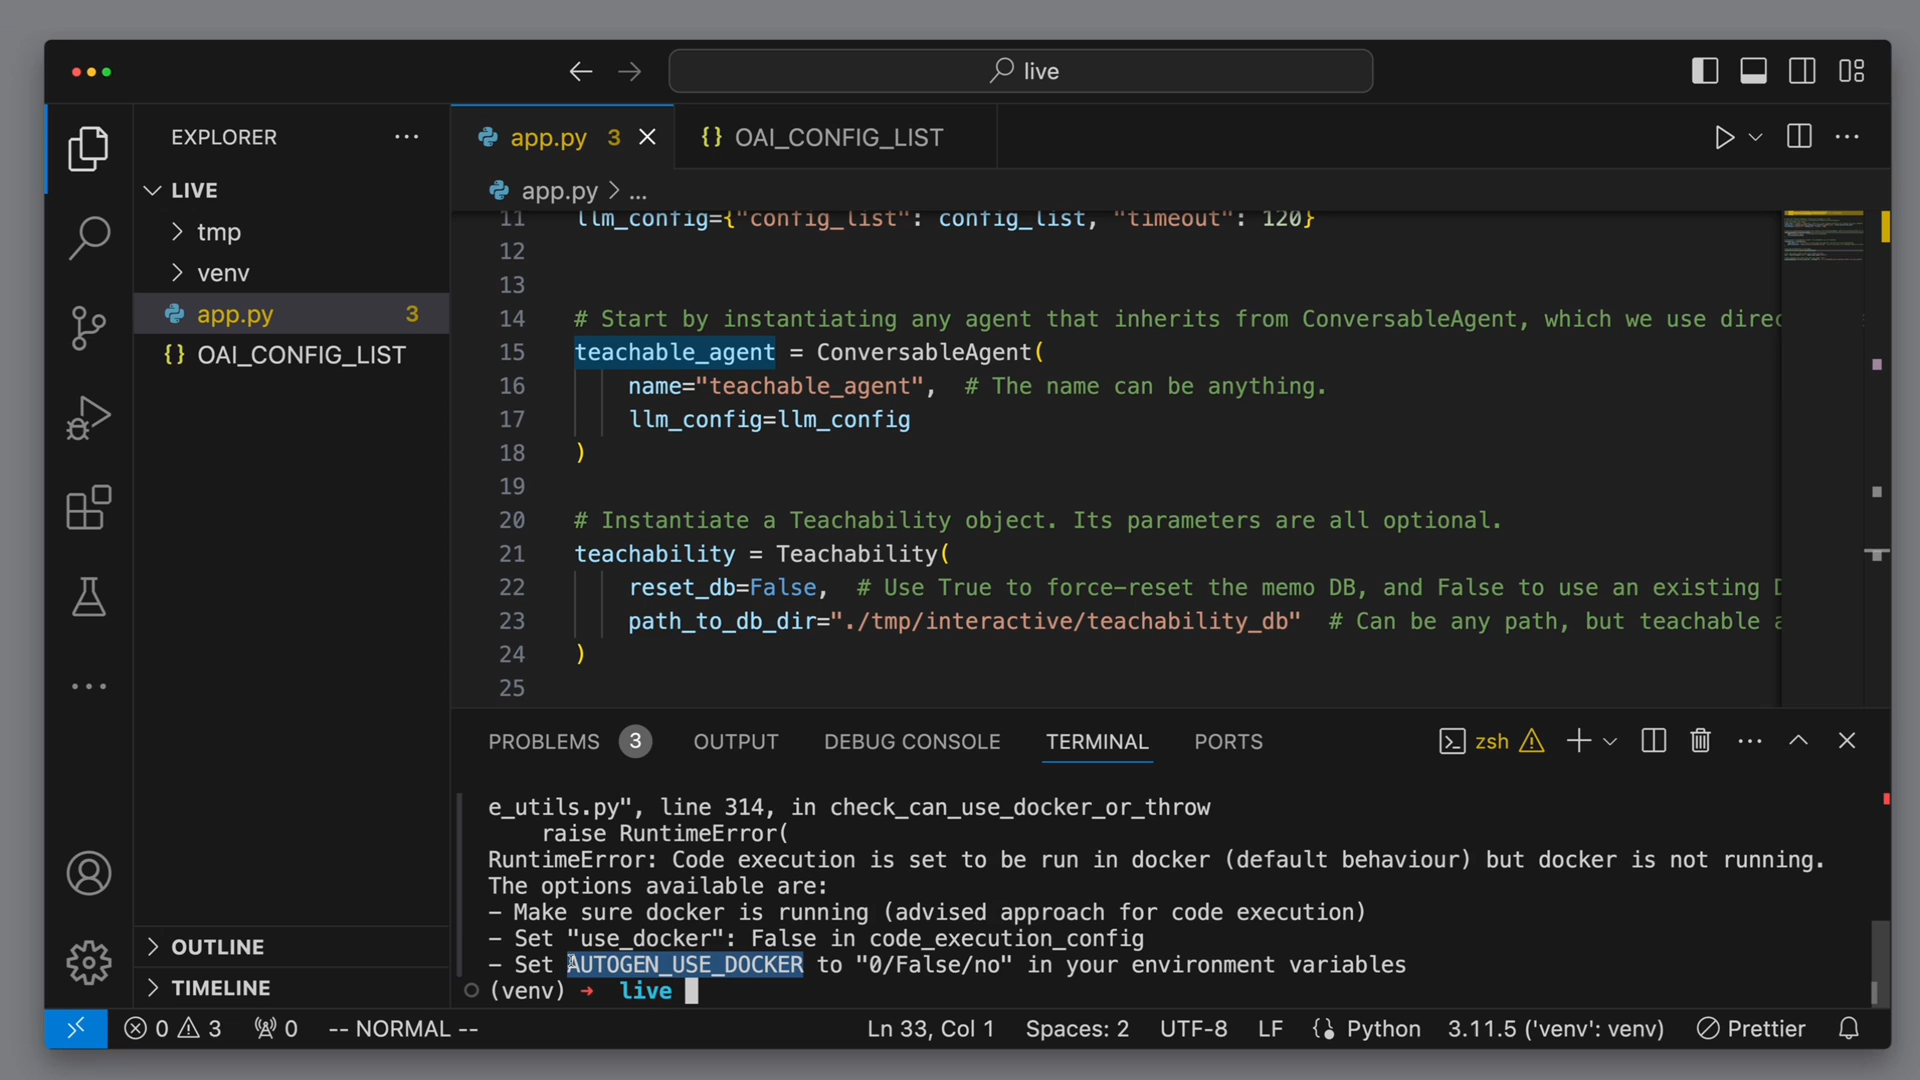 live
EXPLORER
LIVE
tmp
venv
app.py 3
{} OAI_CONFIG_LIST
OUTLINE
TIMELINE
app.py 3
{} OAI_CONFIG_LIST
app.py > ...
11 llm_config={"config_list": config_list, "timeout": 120}
12
13
14 # Start by instantiating any agent that inherits from ConversableAgent, which we use direc
15 teachable_agent = ConversableAgent(
16 name="teachable_agent",  # The name can be anything.
17 llm_config=llm_config
18 )
19
20 # Instantiate a Teachability object. Its parameters are all optional.
21 teachability = Teachability(
22 reset_db=False,  # Use True to force-reset the memo DB, and False to use an existing D
23 path_to_db_dir="./tmp/interactive/teachability_db"  # Can be any path, but teachable a
24 )
25
PROBLEMS 3 OUTPUT DEBUG CONSOLE TERMINAL PORTS zsh
e_utils.py", line 314, in check_can_use_docker_or_throw
raise RuntimeError(
RuntimeError: Code execution is set to be run in docker (default behaviour) but docker is not running.
The options available are:
- Make sure docker is running (advised approach for code execution)
- Set "use_docker": False in code_execution_config
- Set AUTOGEN_USE_DOCKER to "0/False/no" in your environment variables
(venv) → live
0 3 0 -- NORMAL -- Ln 33, Col 1 Spaces: 2 UTF-8 LF Python 3.11.5 ('venv': venv) Prettier